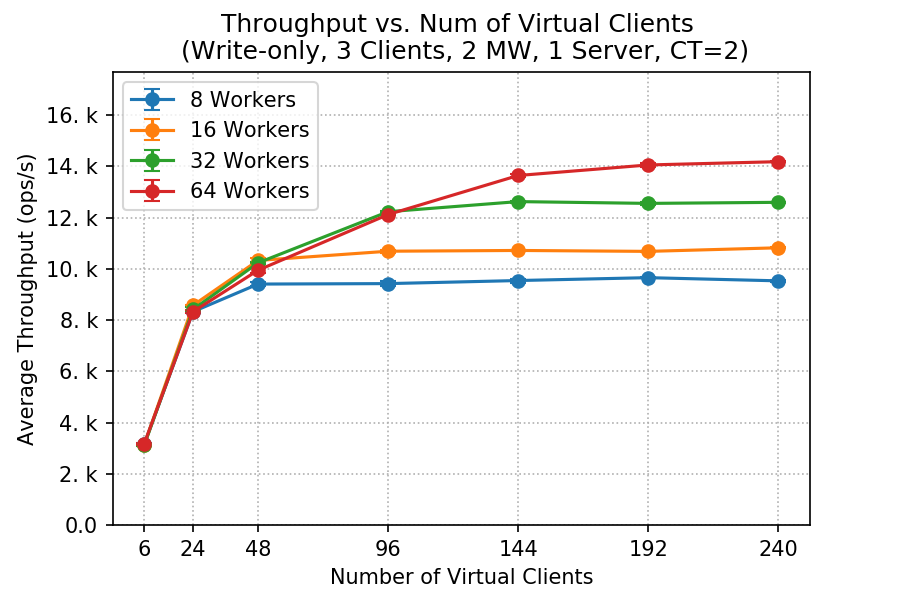 Throughput vs. Num of Virtual Clients
(Write-only, 3 Clients, 2 MW, 1 Server, CT=2)
8 Workers
16 Workers
32 Workers
64 Workers
Average Throughput (ops/s)
16. k
14. k
12. k
10. k
8. k
6. k
4. k
2. k
0.0
6 24 48 96 144 192 240
Number of Virtual Clients